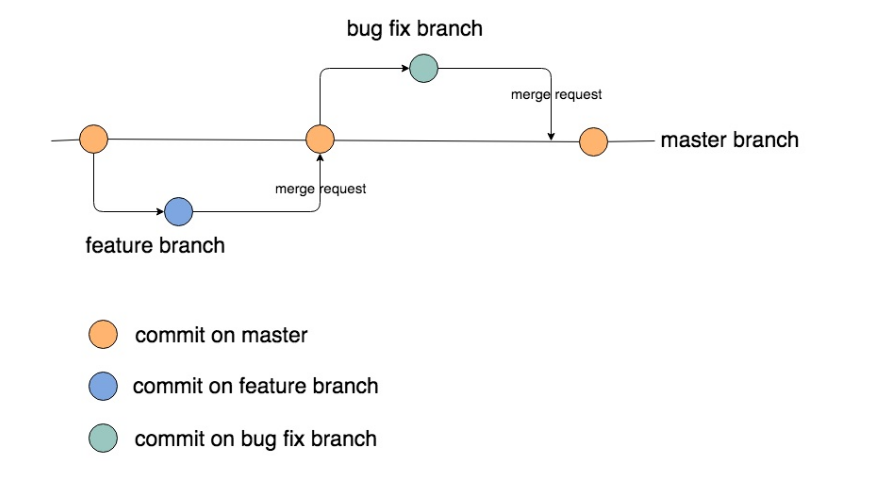 bug fix branch
merge request
master branch
merge request
feature branch
commit on master
commit on feature branch
commit on bug fix branch